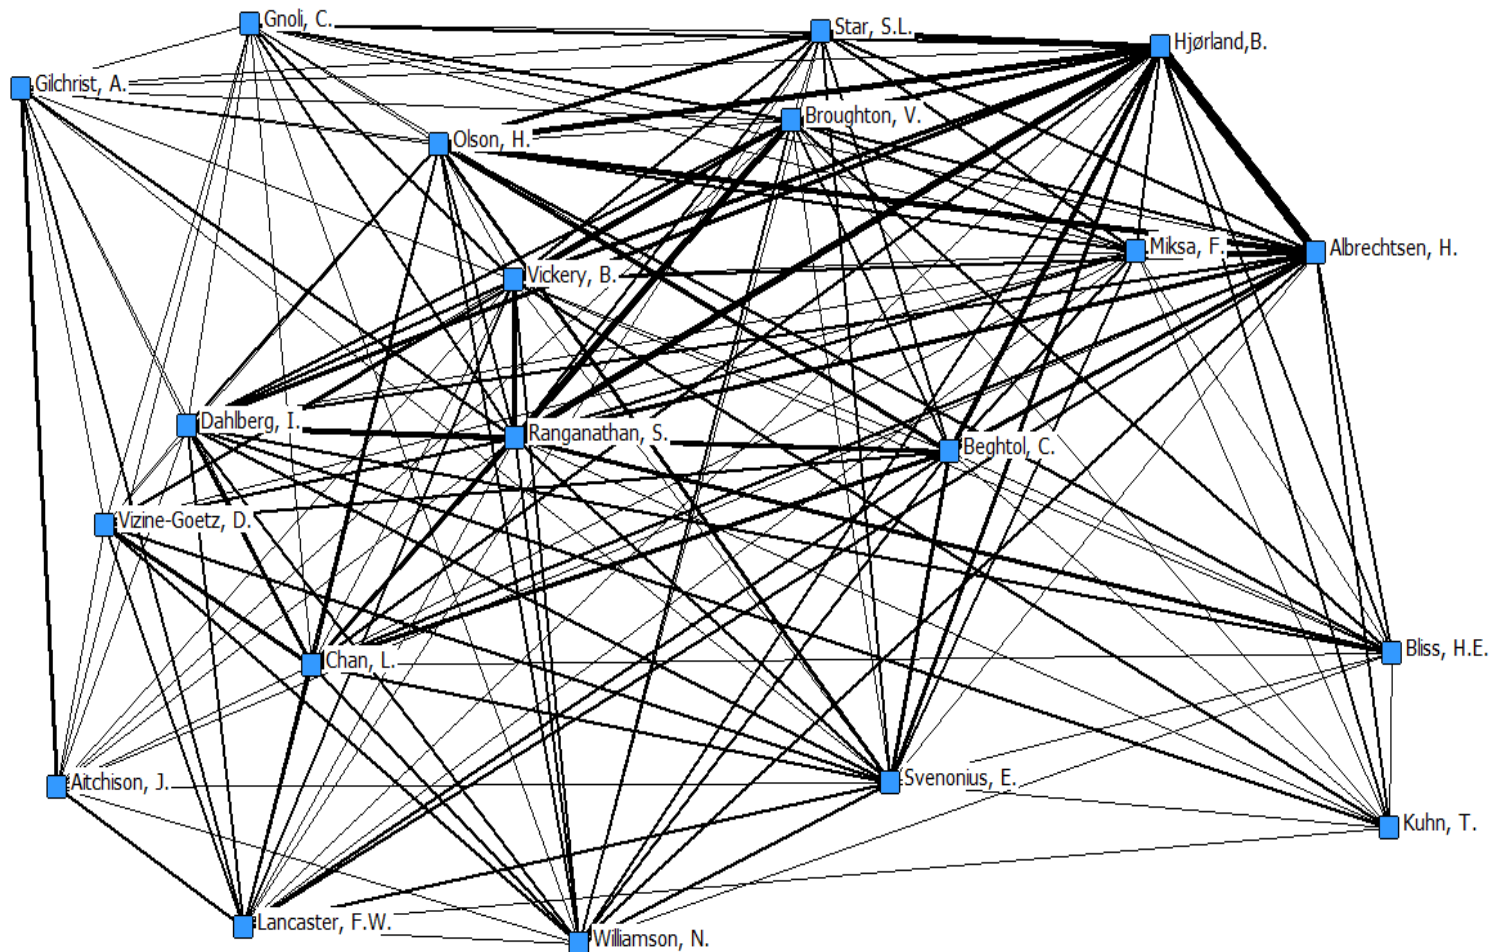 Gnoli, C.
Star, S.L.
Hjørland,B.
Gilchrist, A.
Broughton, V.
Olson, H.
Miksa, F.
Albrechtsen, H.
Vickery, B.
Dahlberg, I.
Ranganathan, S.
Beghtol, C.
Vizine-Goetz, D.
Chan, L.
Bliss, H.E.
Aitchison, J.
Svenonius, E.
Kuhn, T.
Lancaster, F.W.
Williamson, N.